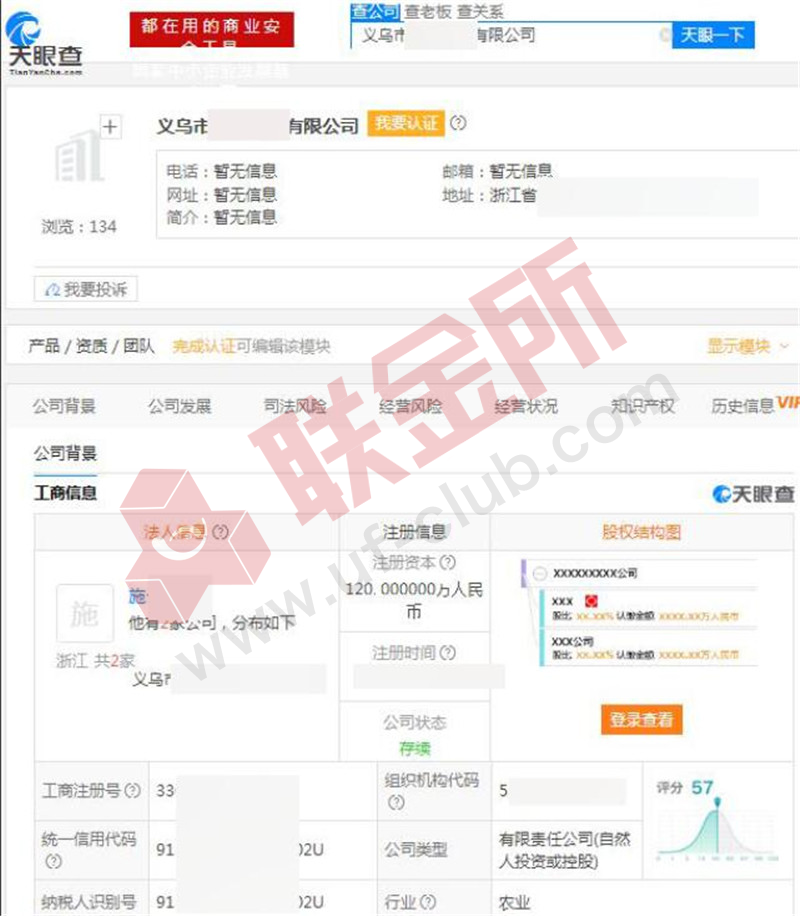 天眼查
TianYanCha.com
都在用的商业安
全工具
查公司 查老板 查关系
义乌市 有限公司
天眼一下
义乌市 有限公司 我要认证
电话：暂无信息 邮箱：暂无信息
网址：暂无信息 地址：浙江省
简介：暂无信息
浏览：134
我要投诉
产品 / 资质 / 团队 完成认证可编辑该模块 显示模块
公司背景 公司发展 司法风险 经营风险 经营状况 知识产权 历史信息 VIP
公司背景
工商信息 天眼查
法人信息 注册信息 股权结构图
施
施
他有2家公司，分布如下
浙江 共2家
义乌市
注册资本
120.000000万人民
币
注册时间
公司状态
存续
XXXXXXXXX公司
XXX
股比：XX.XX% 认缴金额：XXXX.XX万人民币
XXX公司
股比：XX.XX% 认缴金额：XXXX.XX万人民币
登录查看
工商注册号 33 组织机构代码 5
评分 57
统一信用代码 91 02U 公司类型 有限责任公司(自然
人投资或控股)
纳税人识别号 91 02U 行业 农业
联金所
www.uf-club.com